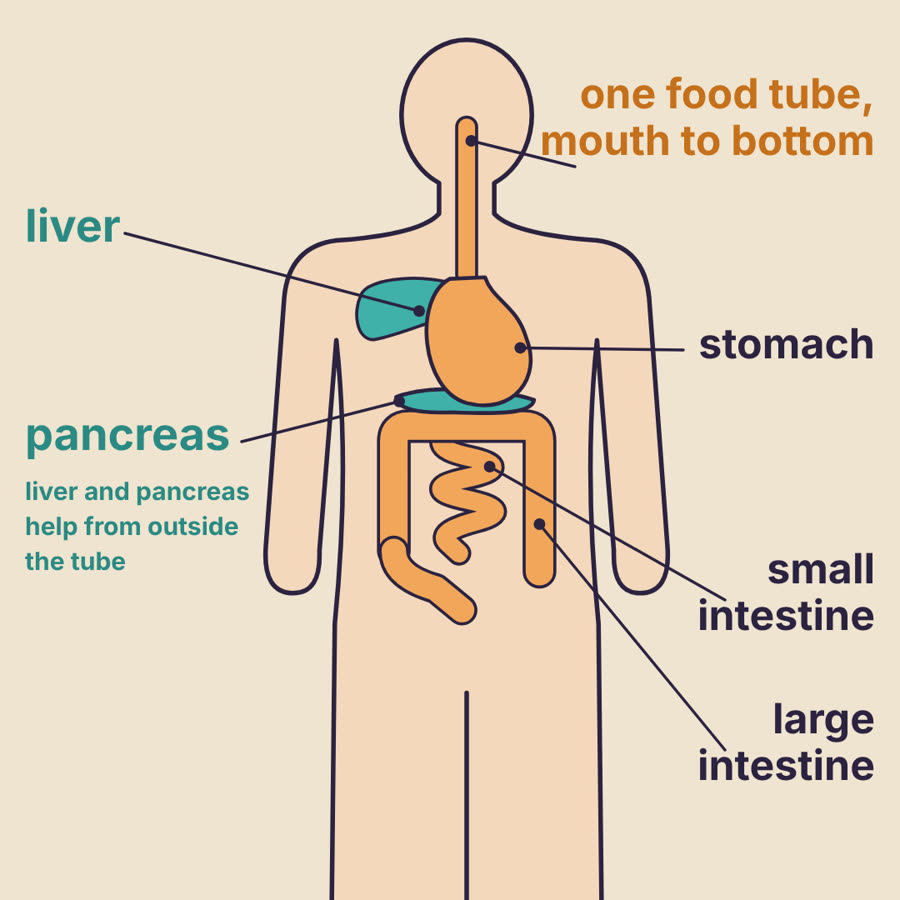 one food tube,
mouth to bottom
liver
stomach
pancreas
liver and pancreas
help from outside
the tube
small
intestine
large
intestine